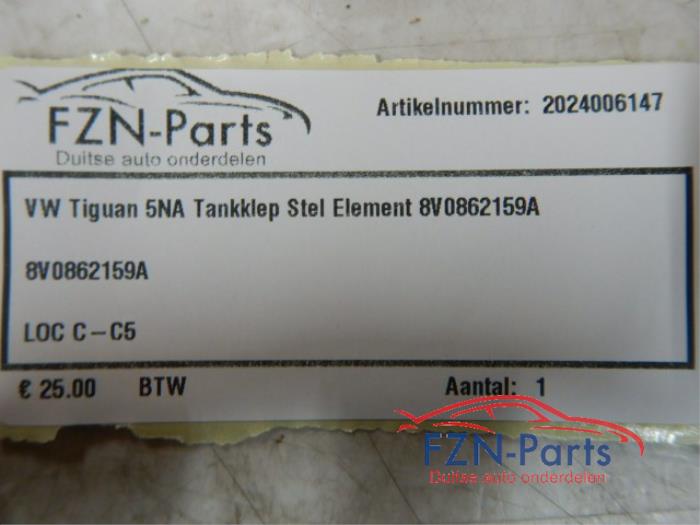 FZN-Parts
Duitse auto onderdelen
Artikelnummer: 2024006147
VW Tiguan 5NA Tankklep Stel Element 8V0862159A
8V0862159A
LOC C-C5
€ 25.00 BTW Aantal: 1
FZN-Parts
Duitse auto onderdelen